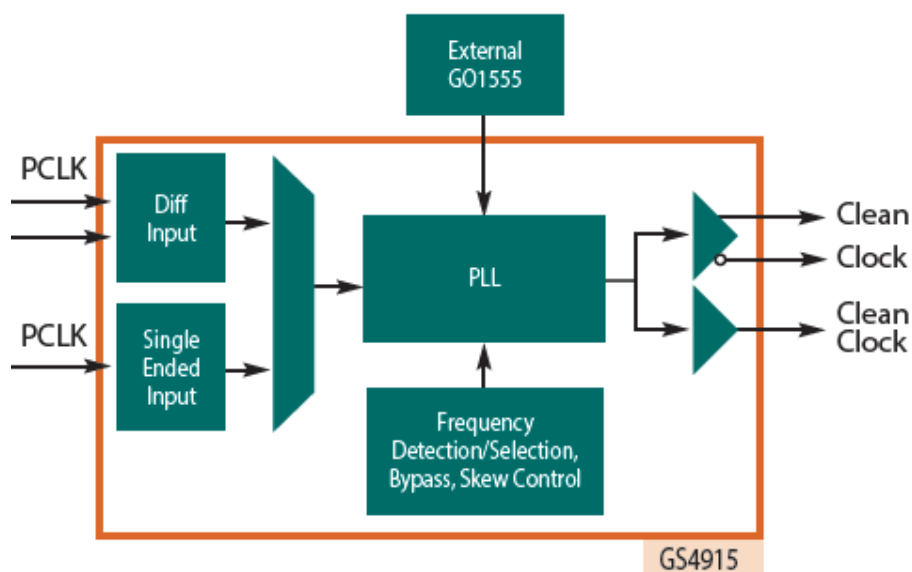 External
GO1555
PCLK
Diff
Input
PCLK
Single
Ended
Input
PLL
Frequency
Detection/Selection,
Bypass, Skew Control
Clean
Clock
Clean
Clock
GS4915